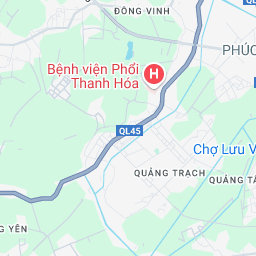 ĐÔNG VINH
PHÚC
Bệnh viện Phổi
Thanh Hóa
H
QL45
Chợ Lưu V
QUẢNG TRẠCH
QUẢNG TÂ
G YÊN